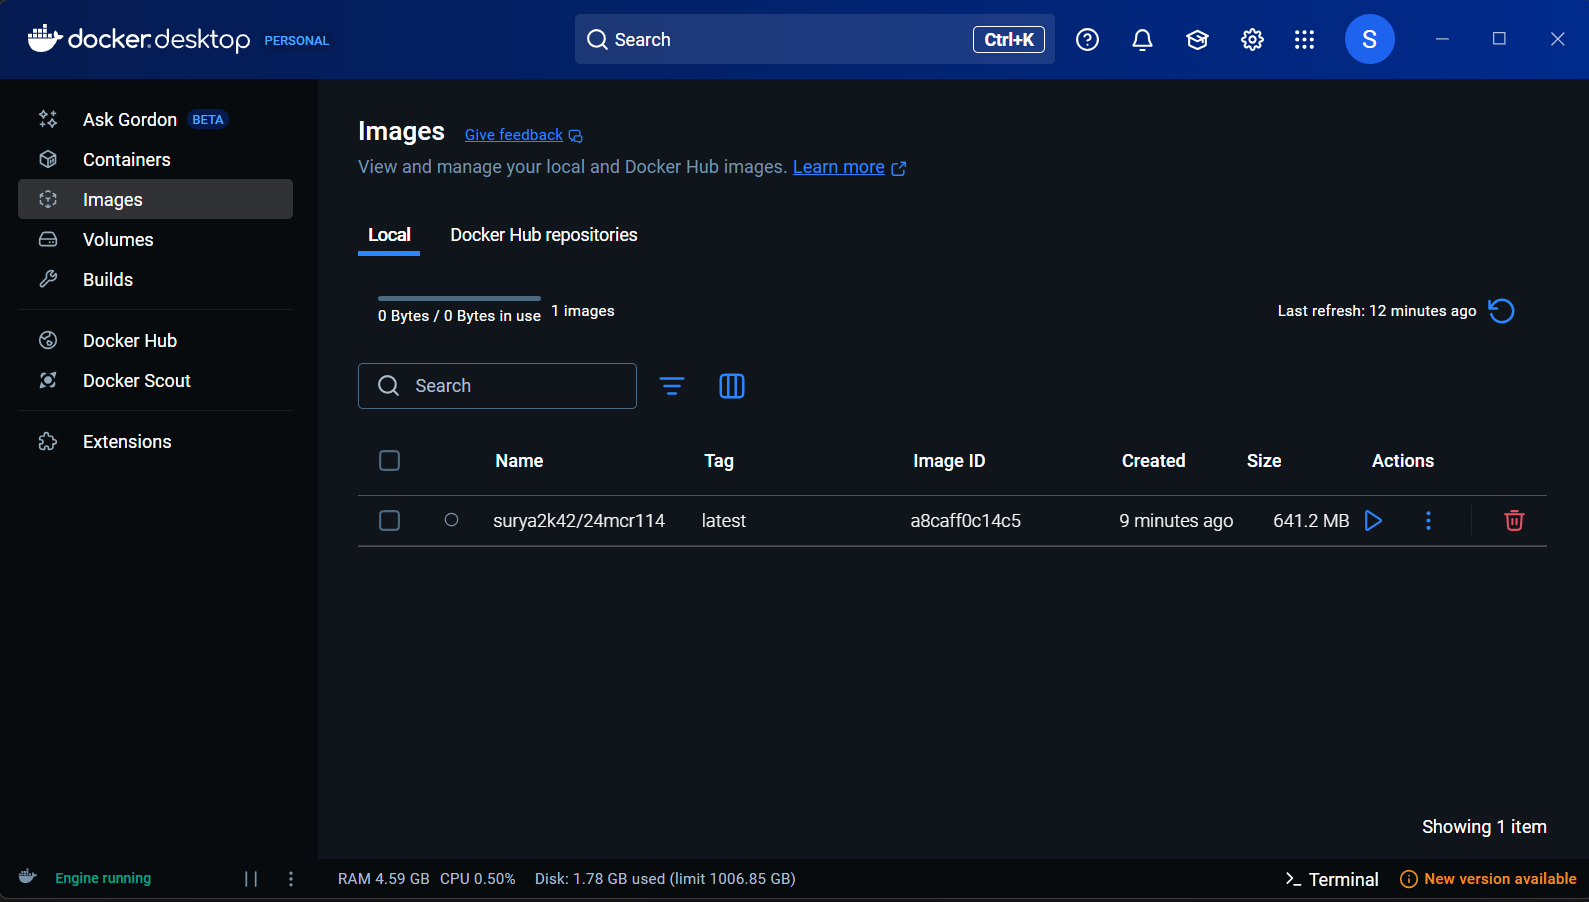 docker.desktop PERSONAL
Search Ctrl+K
S
Ask Gordon BETA
Containers
Images
Volumes
Builds
Docker Hub
Docker Scout
Extensions
Images Give feedback
View and manage your local and Docker Hub images. Learn more
Local Docker Hub repositories
0 Bytes / 0 Bytes in use 1 images
Last refresh: 12 minutes ago
Search
Name Tag Image ID Created Size Actions
surya2k42/24mcr114 latest a8caff0c14c5 9 minutes ago 641.2 MB
Showing 1 item
Engine running
RAM 4.59 GB CPU 0.50% Disk: 1.78 GB used (limit 1006.85 GB)
Terminal
New version available